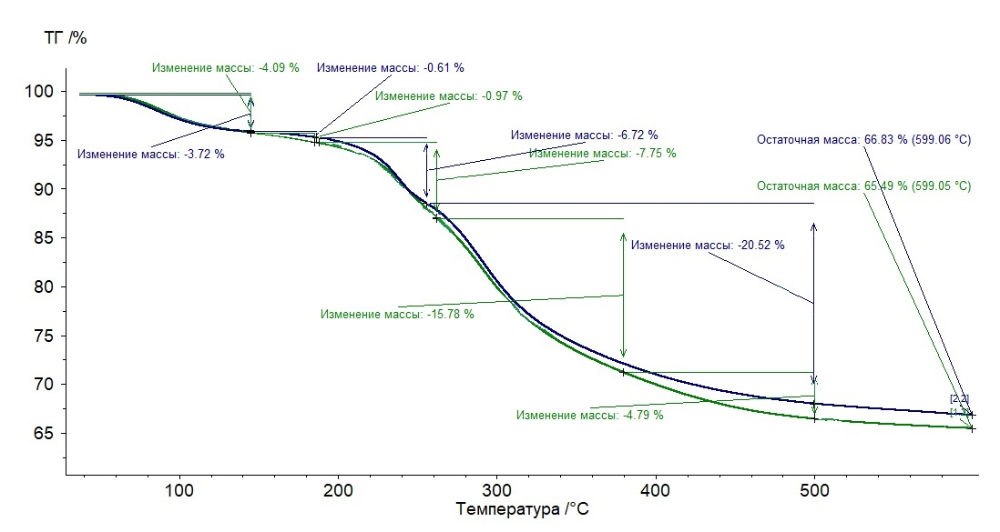 ТГ /%
Изменение массы: -4.09 %
Изменение массы: -0.61 %
100
Изменение массы: -0.97 %
Изменение массы: -6.72 %
Остаточная масса: 66.83 % (599.06 °C)
95
Изменение массы: -3.72 %
Изменение массы: -7.75 %
90
Остаточная масса: 65.49 % (599.05 °C)
85
Изменение массы: -20.52 %
80
Изменение массы: -15.78 %
75
70
[2.2]
Изменение массы: -4.79 %
65
100 200 300 400 500
Температура /°C